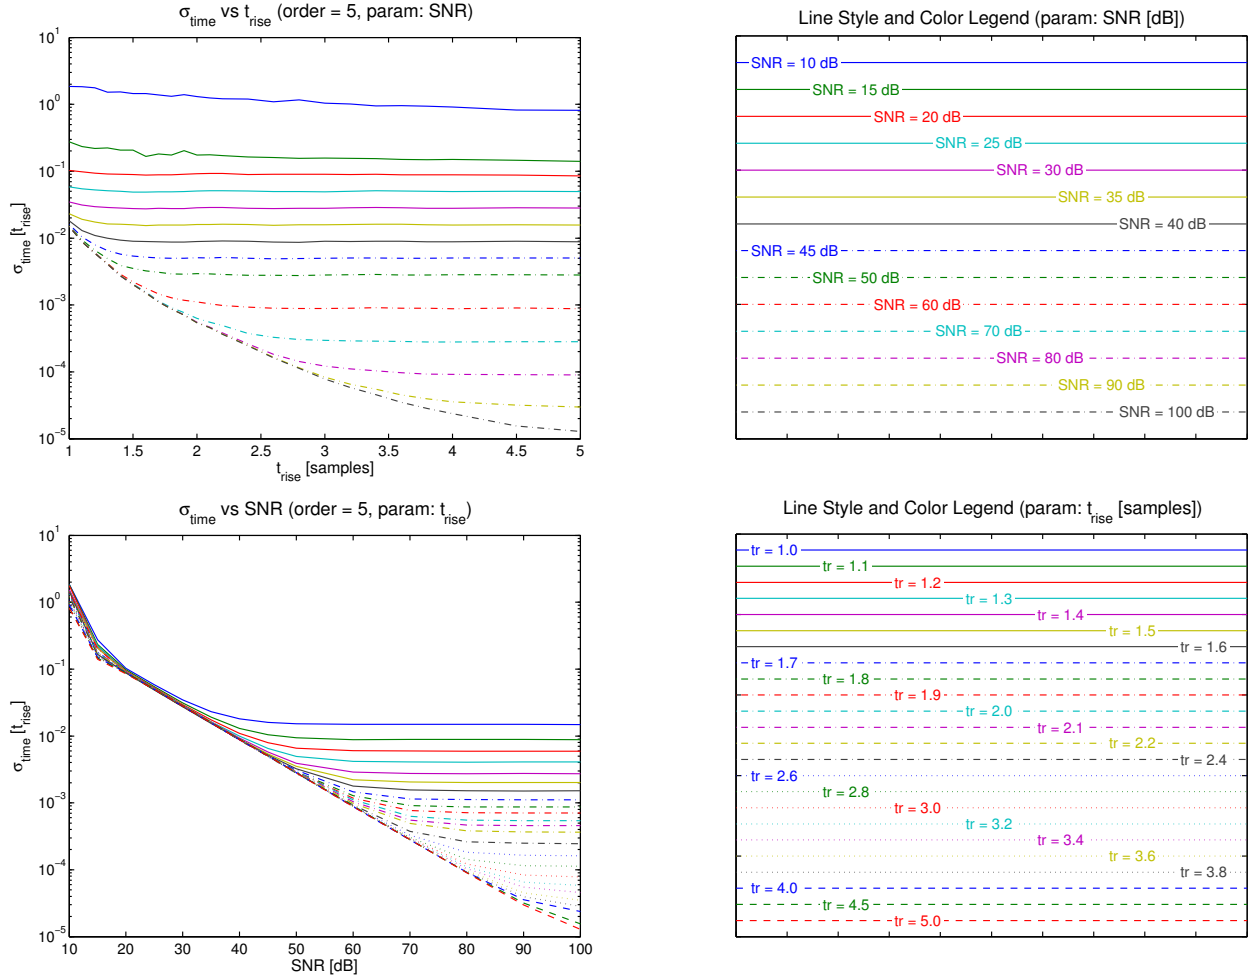 σtime vs trise (order = 5, param: SNR)
10^1
10^0
10^-1
10^-2
10^-3
10^-4
10^-5
σtime [trise]
1 1.5 2 2.5 3 3.5 4 4.5 5
trise [samples]
Line Style and Color Legend (param: SNR [dB])
SNR = 10 dB
SNR = 15 dB
SNR = 20 dB
SNR = 25 dB
SNR = 30 dB
SNR = 35 dB
SNR = 40 dB
SNR = 45 dB
SNR = 50 dB
SNR = 60 dB
SNR = 70 dB
SNR = 80 dB
SNR = 90 dB
SNR = 100 dB
σtime vs SNR (order = 5, param: trise)
10^1
10^0
10^-1
10^-2
10^-3
10^-4
10^-5
σtime [trise]
10 20 30 40 50 60 70 80 90 100
SNR [dB]
Line Style and Color Legend (param: trise [samples])
tr = 1.0
tr = 1.1
tr = 1.2
tr = 1.3
tr = 1.4
tr = 1.5
tr = 1.6
tr = 1.7
tr = 1.8
tr = 1.9
tr = 2.0
tr = 2.1
tr = 2.2
tr = 2.4
tr = 2.6
tr = 2.8
tr = 3.0
tr = 3.2
tr = 3.4
tr = 3.6
tr = 3.8
tr = 4.0
tr = 4.5
tr = 5.0